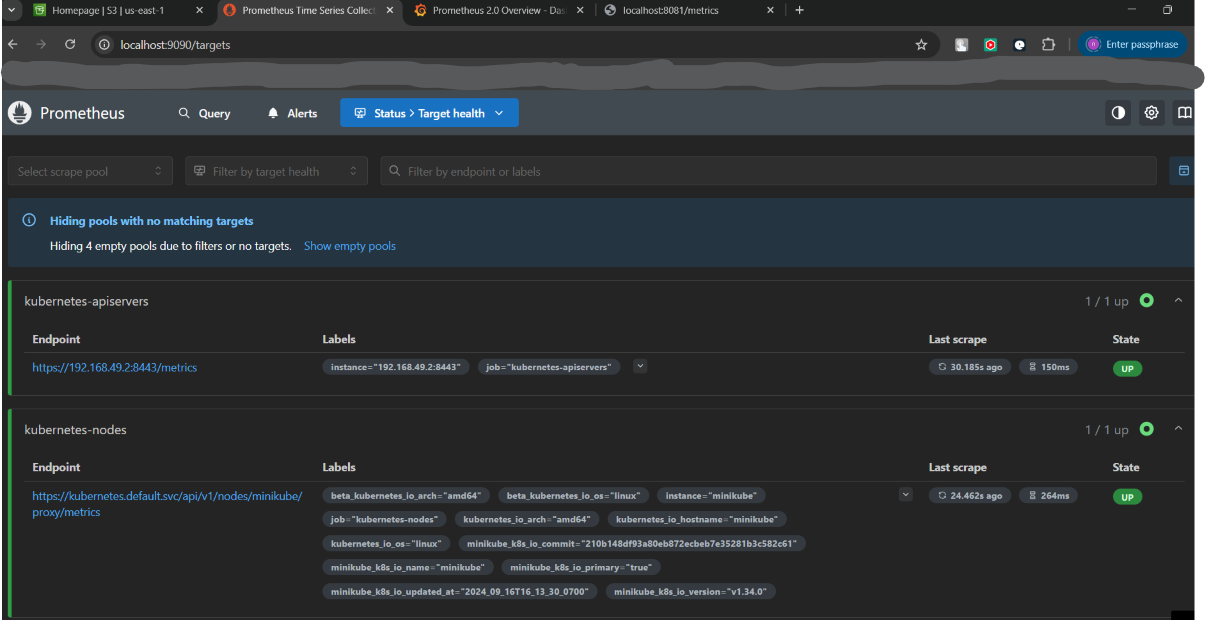 Homepage | S3 | us-east-1
Prometheus Time Series Collect
Prometheus 2.0 Overview - Das
localhost:8081/metrics
localhost:9090/targets
Enter passphrase
Prometheus
Query
Alerts
Status > Target health
Select scrape pool
Filter by target health
Filter by endpoint or labels
Hiding pools with no matching targets
Hiding 4 empty pools due to filters or no targets. Show empty pools
kubernetes-apiservers
1 / 1 up
Endpoint Labels Last scrape State
https://192.168.49.2:8443/metrics instance="192.168.49.2:8443" job="kubernetes-apiservers" 30.185s ago 150ms UP
kubernetes-nodes
1 / 1 up
Endpoint Labels Last scrape State
https://kubernetes.default.svc/api/v1/nodes/minikube/ beta_kubernetes_io_arch="amd64" beta_kubernetes_io_os="linux" instance="minikube" 24.462s ago 264ms UP
proxy/metrics job="kubernetes-nodes" kubernetes_io_arch="amd64" kubernetes_io_hostname="minikube"
kubernetes_io_os="linux" minikube_k8s_io_commit="210b148df93a80eb872ecbeb7e35281b3c582c61"
minikube_k8s_io_name="minikube" minikube_k8s_io_primary="true"
minikube_k8s_io_updated_at="2024_09_16T16_13_30_0700" minikube_k8s_io_version="v1.34.0"